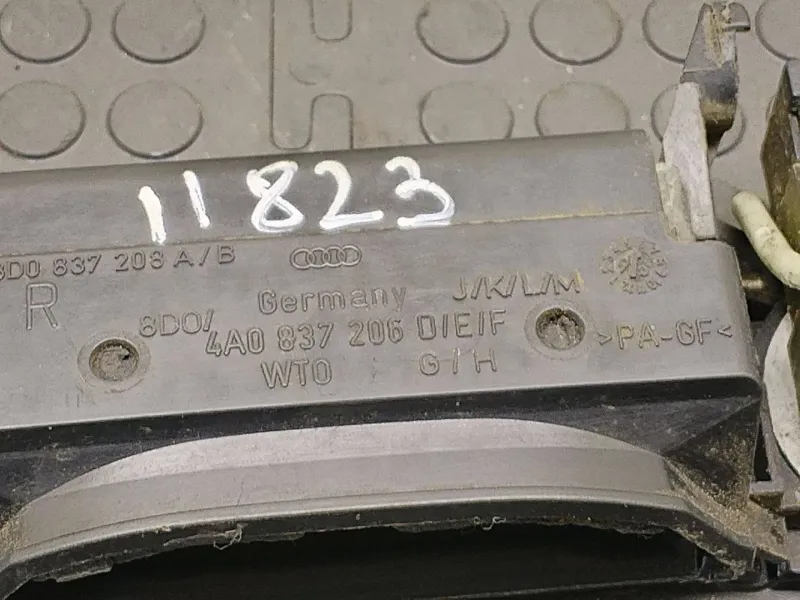 11823
8D0 837 208 A/B
R
Germany J/K/L/M
8D0/
4A0 837 206 D/E/F
>PA-GF<
WTO G/H